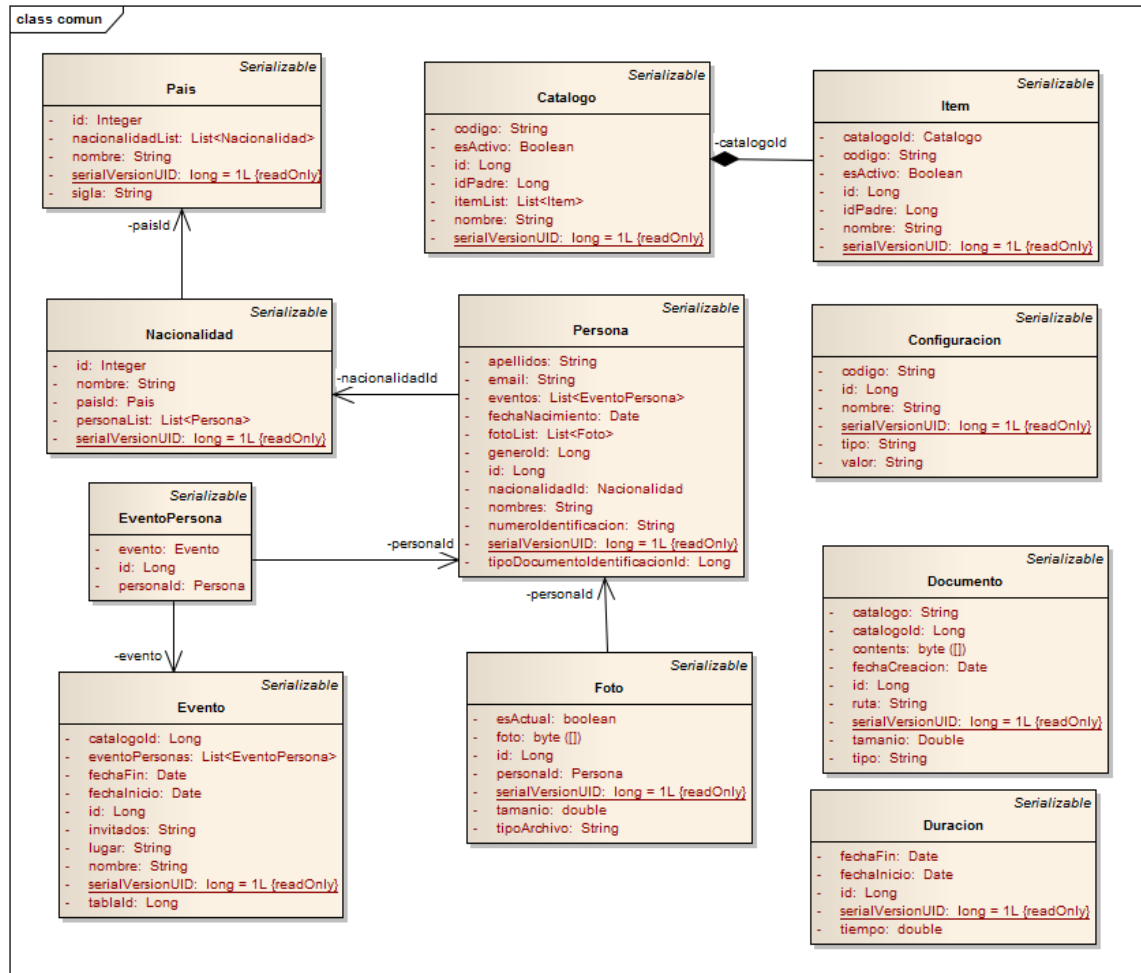 class comun
Serializable
Pais
- id: Integer
- nacionalidadList: List<Nacionalidad>
- nombre: String
- serialVersionUID: long = 1L {readOnly}
- sigla: String
Serializable
Catalogo
- codigo: String
- esActivo: Boolean
- id: Long
- idPadre: Long
- itemList: List<Item>
- nombre: String
- serialVersionUID: long = 1L {readOnly}
-catalogoId
Serializable
Item
- catalogoId: Catalogo
- codigo: String
- esActivo: Boolean
- id: Long
- idPadre: Long
- nombre: String
- serialVersionUID: long = 1L {readOnly}
-paisId
Serializable
Nacionalidad
- id: Integer
- nombre: String
- paisId: Pais
- personaList: List<Persona>
- serialVersionUID: long = 1L {readOnly}
-nacionalidadId
Serializable
Persona
- apellidos: String
- email: String
- eventos: List<EventoPersona>
- fechaNacimiento: Date
- fotoList: List<Foto>
- generoId: Long
- id: Long
- nacionalidadId: Nacionalidad
- nombres: String
- numeroIdentificacion: String
- serialVersionUID: long = 1L {readOnly}
- tipoDocumentoIdentificacionId: Long
Serializable
Configuracion
- codigo: String
- id: Long
- nombre: String
- serialVersionUID: long = 1L {readOnly}
- tipo: String
- valor: String
Serializable
EventoPersona
- evento: Evento
- id: Long
- personaId: Persona
-personaId
-personaId
-evento
Serializable
Documento
- catalogo: String
- catalogoId: Long
- contents: byte ([])
- fechaCreacion: Date
- id: Long
- ruta: String
- serialVersionUID: long = 1L {readOnly}
- tamanio: Double
- tipo: String
Serializable
Evento
- catalogoId: Long
- eventoPersonas: List<EventoPersona>
- fechaFin: Date
- fechaInicio: Date
- id: Long
- invitados: String
- lugar: String
- nombre: String
- serialVersionUID: long = 1L {readOnly}
- tablaId: Long
Serializable
Foto
- esActual: boolean
- foto: byte ([])
- id: Long
- personaId: Persona
- serialVersionUID: long = 1L {readOnly}
- tamanio: double
- tipoArchivo: String
Serializable
Duracion
- fechaFin: Date
- fechaInicio: Date
- id: Long
- serialVersionUID: long = 1L {readOnly}
- tiempo: double